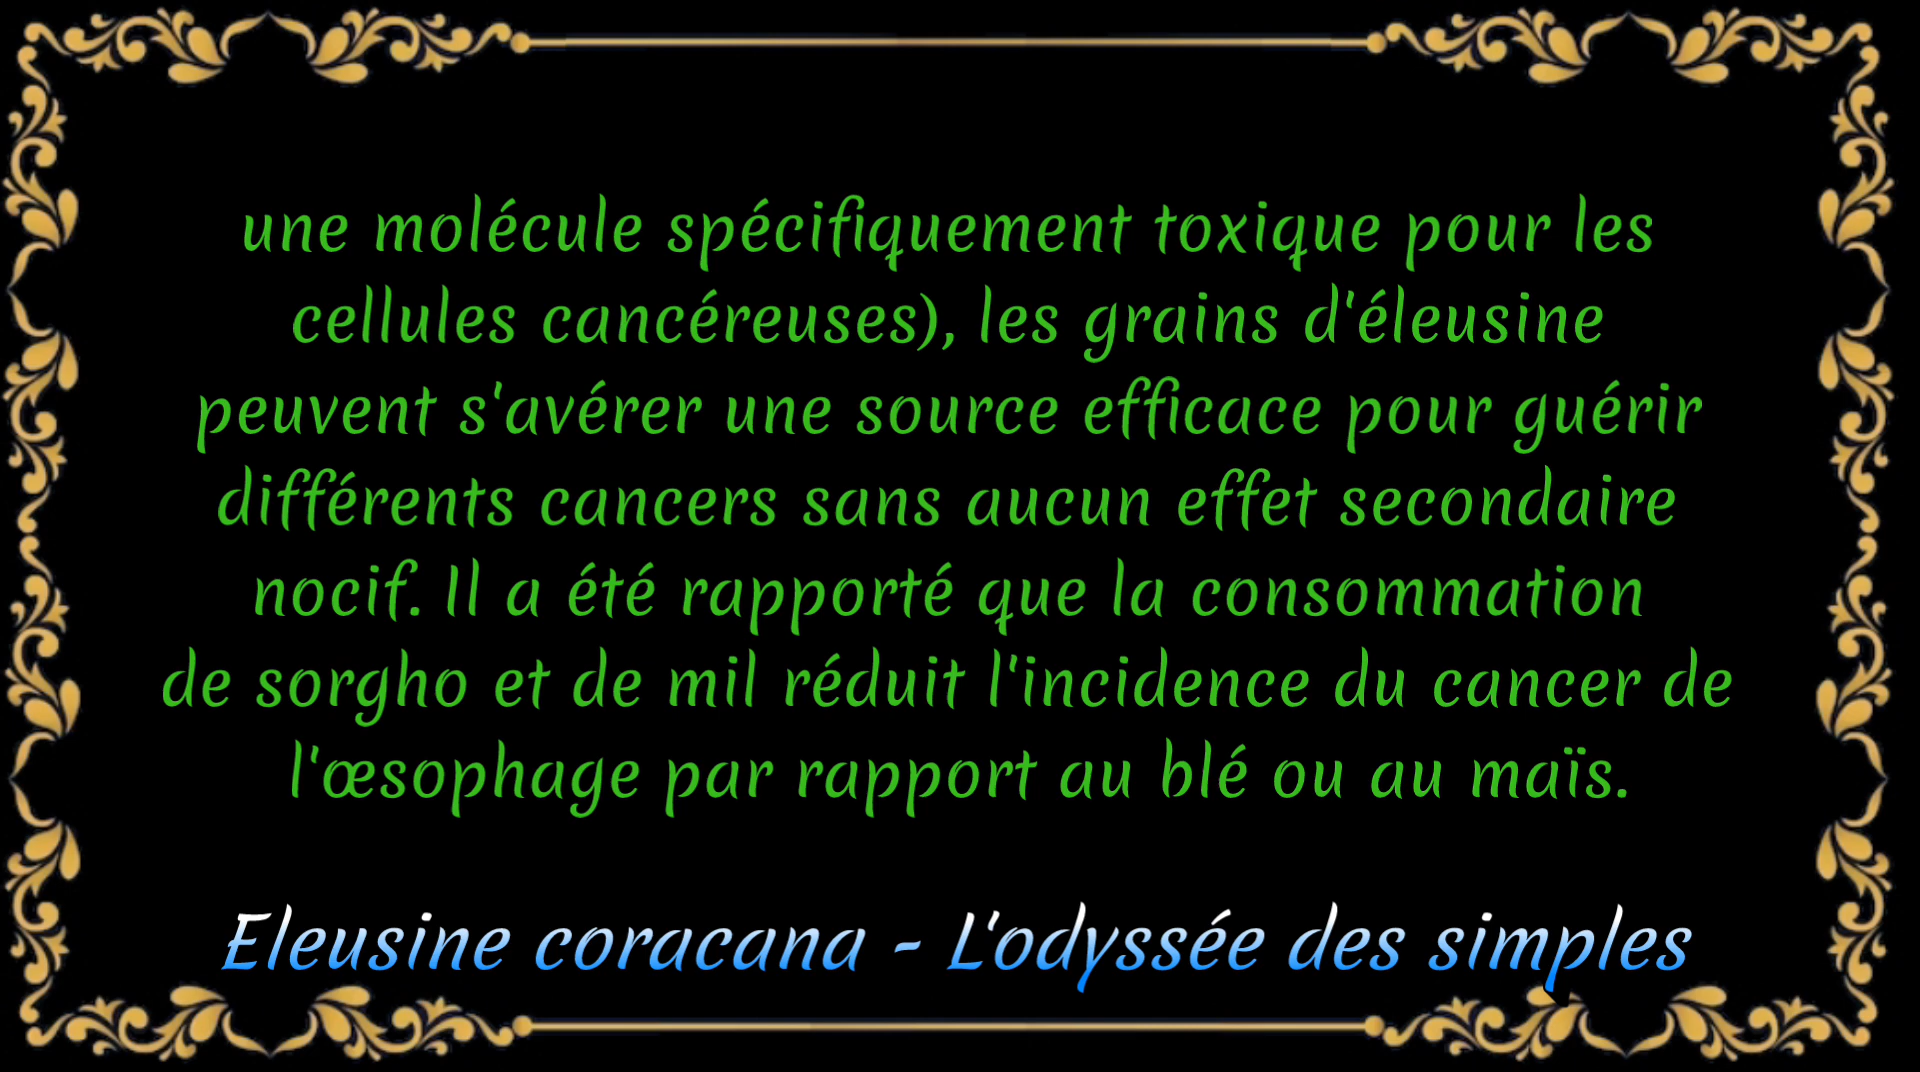 une molécule spécifiquement toxique pour les
cellules cancéreuses), les grains d'éleusine
peuvent s'avérer une source efficace pour guérir
différents cancers sans aucun effet secondaire
nocif. Il a été rapporté que la consommation
de sorgho et de mil réduit l'incidence du cancer de
l'œsophage par rapport au blé ou au maïs.
Eleusine coracana - L'odyssée des simples